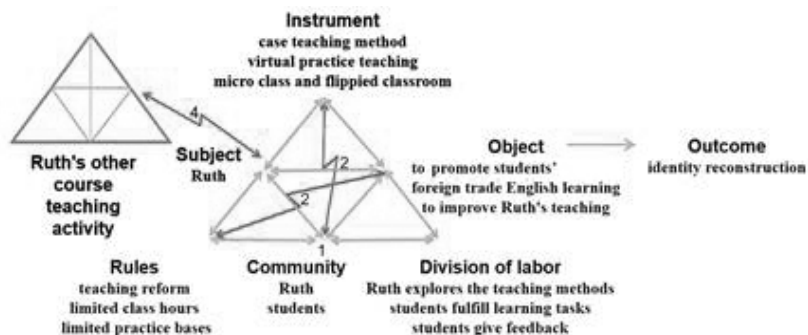 Instrument
case teaching method
virtual practice teaching
micro class and flippied classroom
4
Ruth's other
course
teaching
activity
Subject
Ruth
2
2
Object
to promote students'
foreign trade English learning
to improve Ruth's teaching
Outcome
identity reconstruction
1
Rules
teaching reform
limited class hours
limited practice bases
Community
Ruth
students
Division of labor
Ruth explores the teaching methods
students fulfill learning tasks
students give feedback